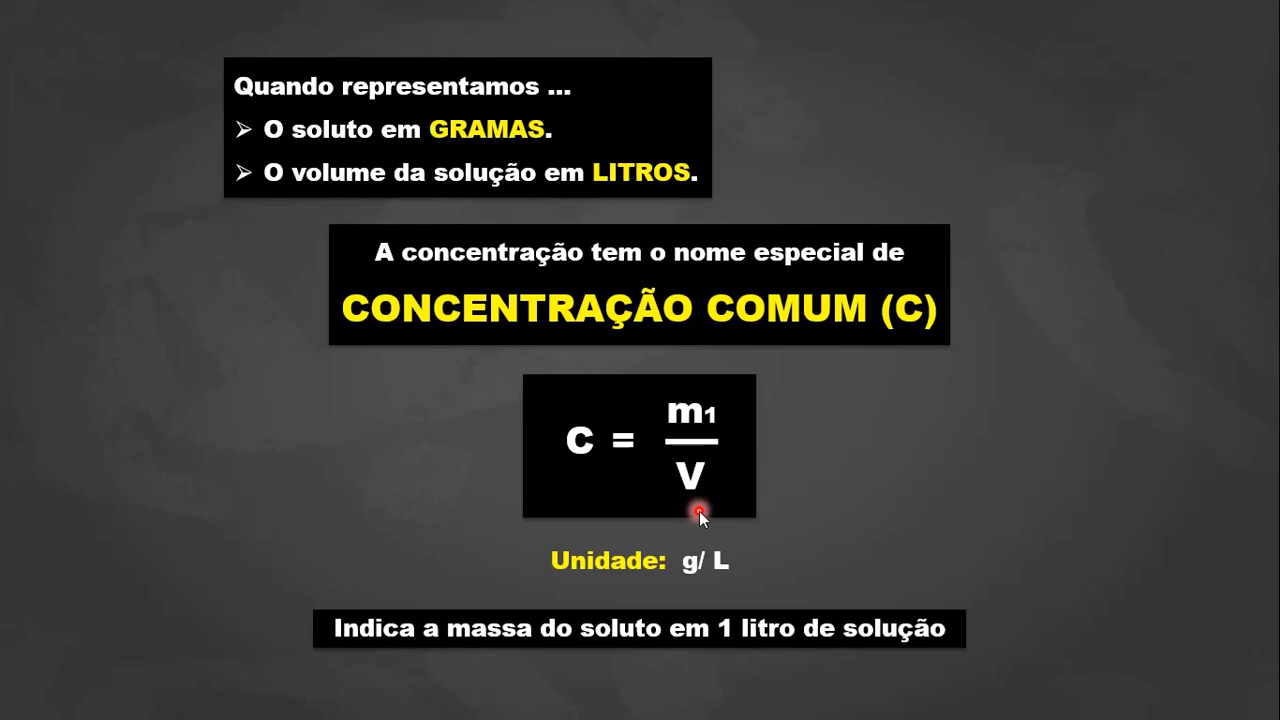 Quando representamos ...
➢ O soluto em GRAMAS.
➢ O volume da solução em LITROS.
A concentração tem o nome especial de
CONCENTRAÇÃO COMUM (C)
C = m1
V
Unidade: g/ L
Indica a massa do soluto em 1 litro de solução